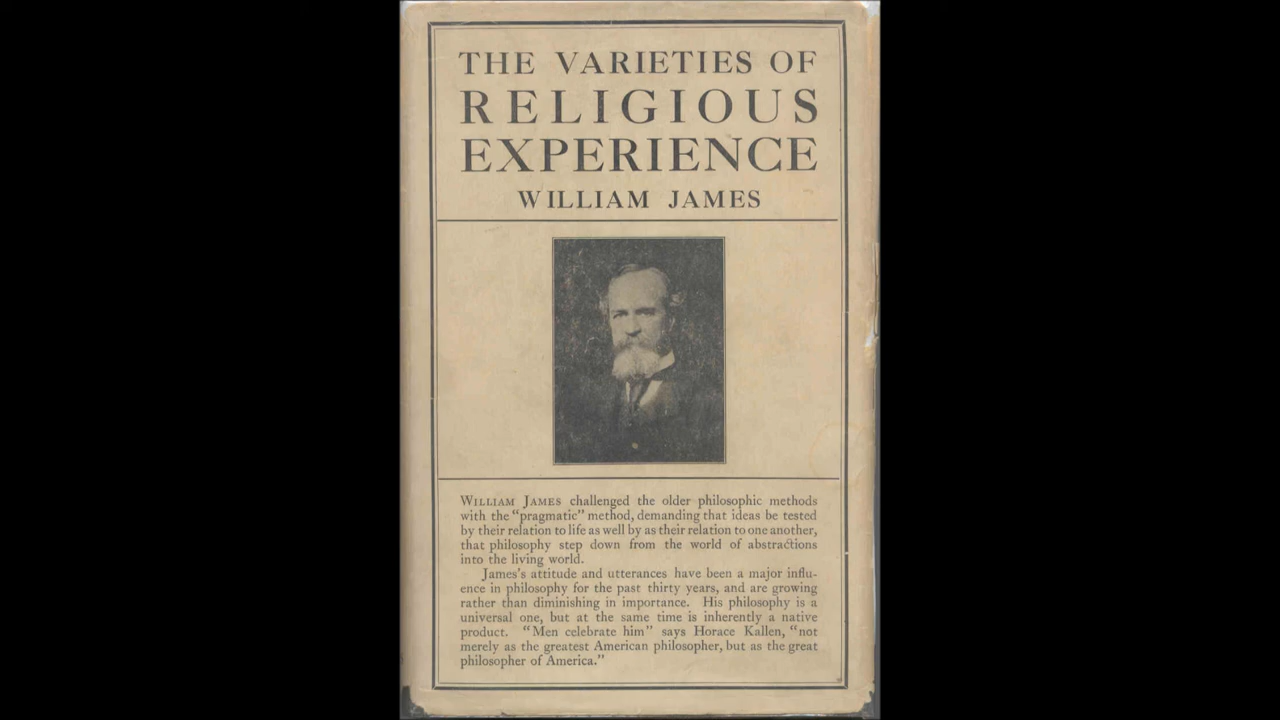 THE VARIETIES OF
RELIGIOUS
EXPERIENCE
WILLIAM JAMES
WILLIAM JAMES challenged the older philosophic methods
with the “pragmatic” method, demanding that ideas be tested
by their relation to life as well by as their relation to one another,
that philosophy step down from the world of abstractions
into the living world.
James's attitude and utterances have been a major influ-
ence in philosophy for the past thirty years, and are growing
rather than diminishing in importance. His philosophy is a
universal one, but at the same time is inherently a native
product. “Men celebrate him” says Horace Kallen, “not
merely as the greatest American philosopher, but as the great
philosopher of America.”